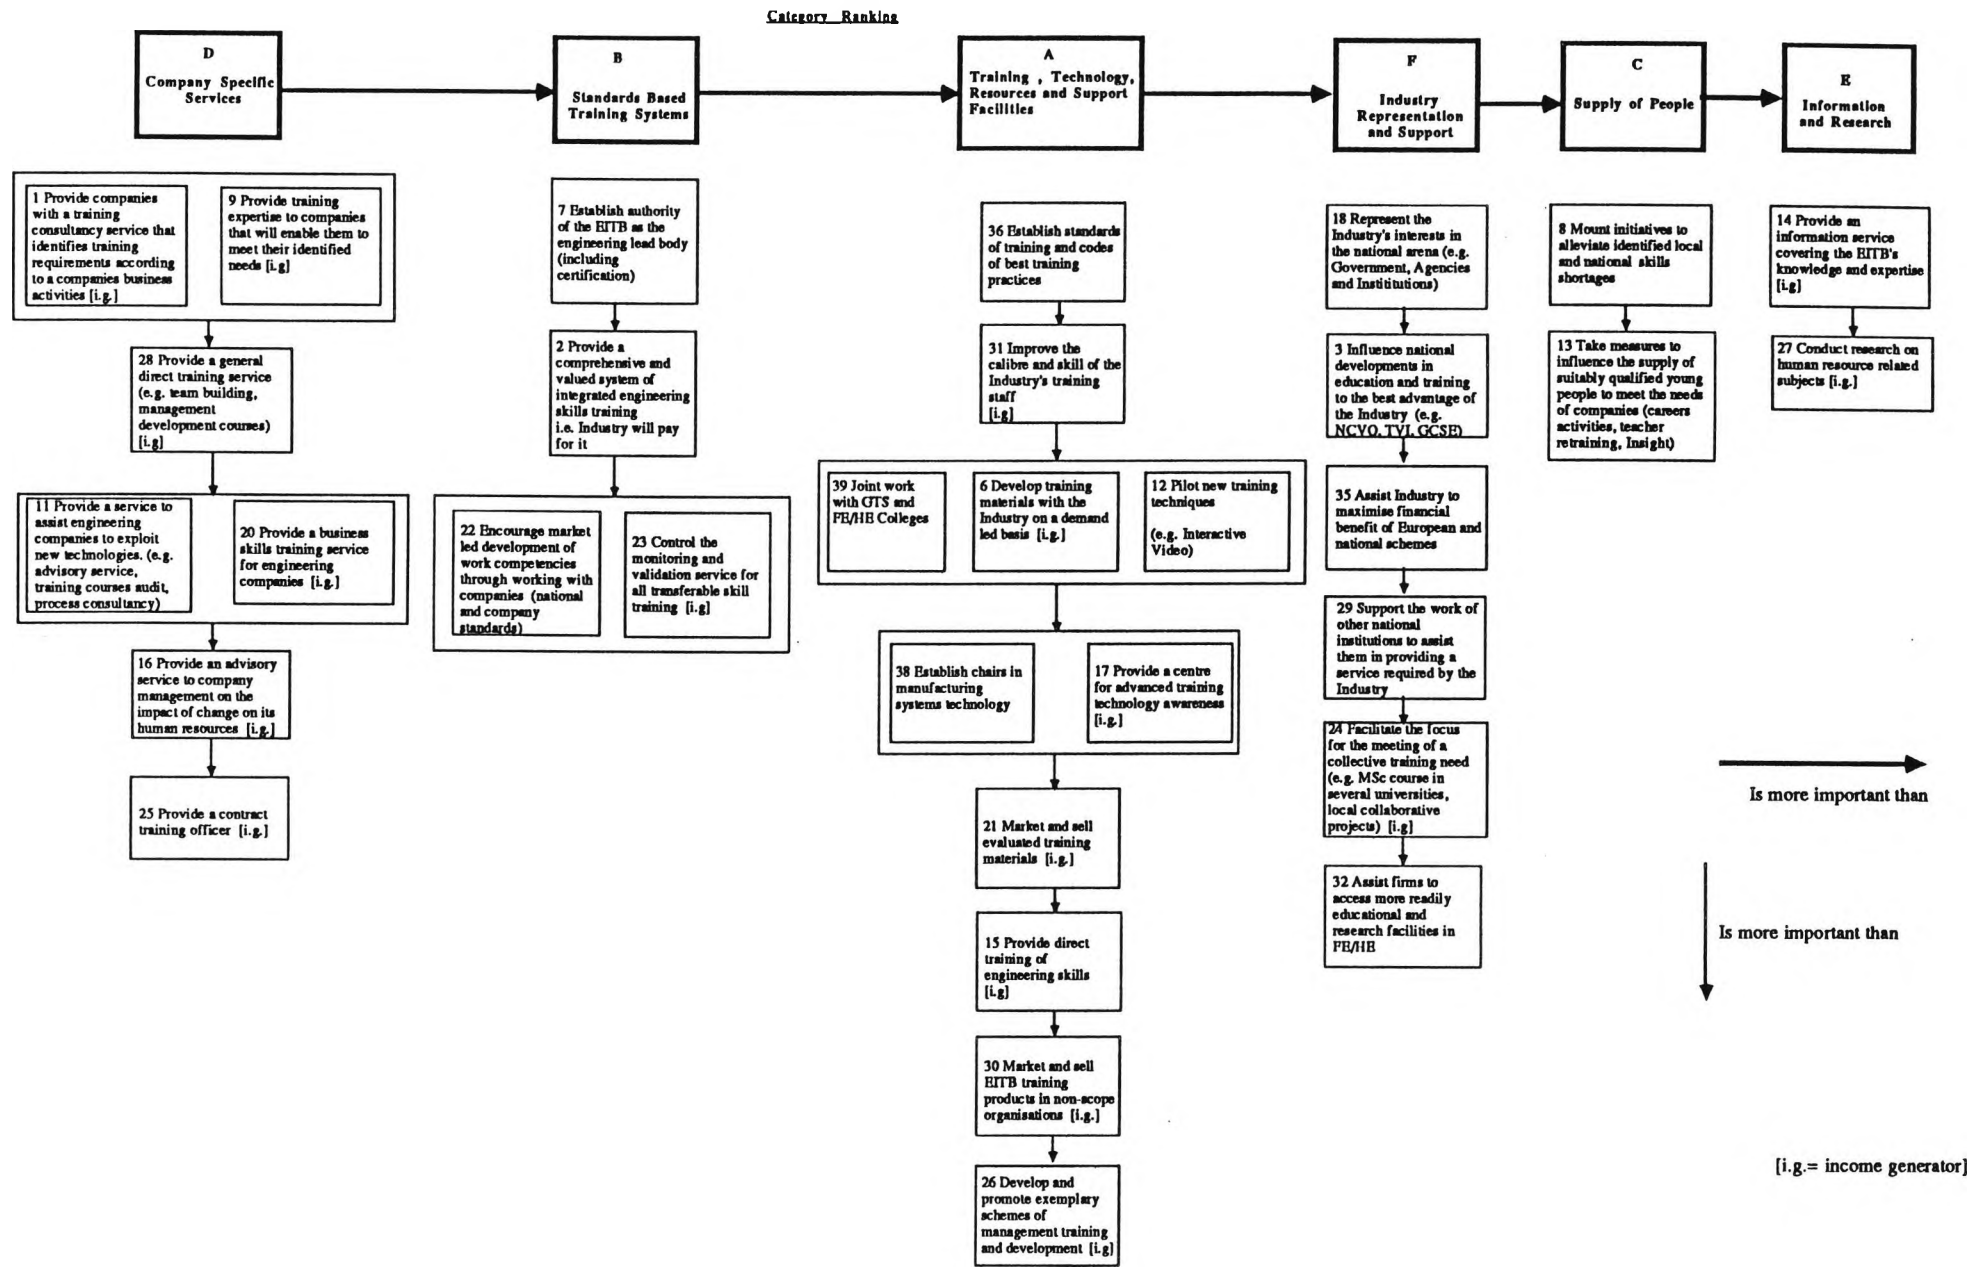 Category Ranking
D
Company Specific
Services
B
Standards Based
Training Systems
A
Training , Technology,
Resources and Support
Facilities
F
Industry
Representation
and Support
C
Supply of People
E
Information
and Research
1 Provide companies
with a training
consultancy service that
identifies training
requirements according
to a companies business
activities [i.g.]
9 Provide training
expertise to companies
that will enable them to
meet their identified
needs [i.g]
28 Provide a general
direct training service
(e.g. team building,
management
development courses)
[i.g]
11 Provide a service to
assist engineering
companies to exploit
new technologies. (e.g.
advisory service,
training courses audit,
process consultancy)
20 Provide a business
skills training service
for engineering
companies [i.g.]
16 Provide an advisory
service to company
management on the
impact of change on its
human resources [i.g.]
25 Provide a contract
training officer [i.g.]
7 Establish authority
of the EITB as the
engineering lead body
(including
certification)
2 Provide a
comprehensive and
valued system of
integrated engineering
skills training
i.e. Industry will pay
for it
22 Encourage market
led development of
work competencies
through working with
companies (national
and company
standards)
23 Control the
monitoring and
validation service for
all transferable skill
training [i.g]
36 Establish standards
of training and codes
of best training
practices
31 Improve the
calibre and skill of the
Industry's training
staff
[i.g]
39 Joint work
with GTS and
FE/HE Colleges
6 Develop training
materials with the
Industry on a demand
led basis [i.g.]
12 Pilot new training
techniques
(e.g. Interactive
Video)
38 Establish chairs in
manufacturing
systems technology
17 Provide a centre
for advanced training
technology awareness
[i.g.]
21 Market and sell
evaluated training
materials [i.g.]
15 Provide direct
training of
engineering skills
[i.g]
30 Market and sell
EITB training
products in non-scope
organisations [i.g.]
26 Develop and
promote exemplary
schemes of
management training
and development [i.g]
18 Represent the
Industry's interests in
the national arena (e.g.
Government, Agencies
and Instititutions)
3 Influence national
developments in
education and training
to the best advantage of
the Industry (e.g.
NCVQ, TVI, GCSE)
35 Assist Industry to
maximise financial
benefit of European and
national schemes
29 Support the work of
other national
institutions to assist
them in providing a
service required by the
Industry
24 Facilitate the focus
for the meeting of a
collective training need
(e.g. MSc course in
several universities,
local collaborative
projects) [i.g]
32 Assist firms to
access more readily
educational and
research facilities in
FE/HE
8 Mount initiatives to
alleviate identified local
and national skills
shortages
13 Take measures to
influence the supply of
suitably qualified young
people to meet the needs
of companies (careers
activities, teacher
retraining, Insight)
14 Provide an
information service
covering the EITB's
knowledge and expertise
[i.g]
27 Conduct research on
human resource related
subjects [i.g.]
Is more important than
Is more important than
[i.g.= income generator]